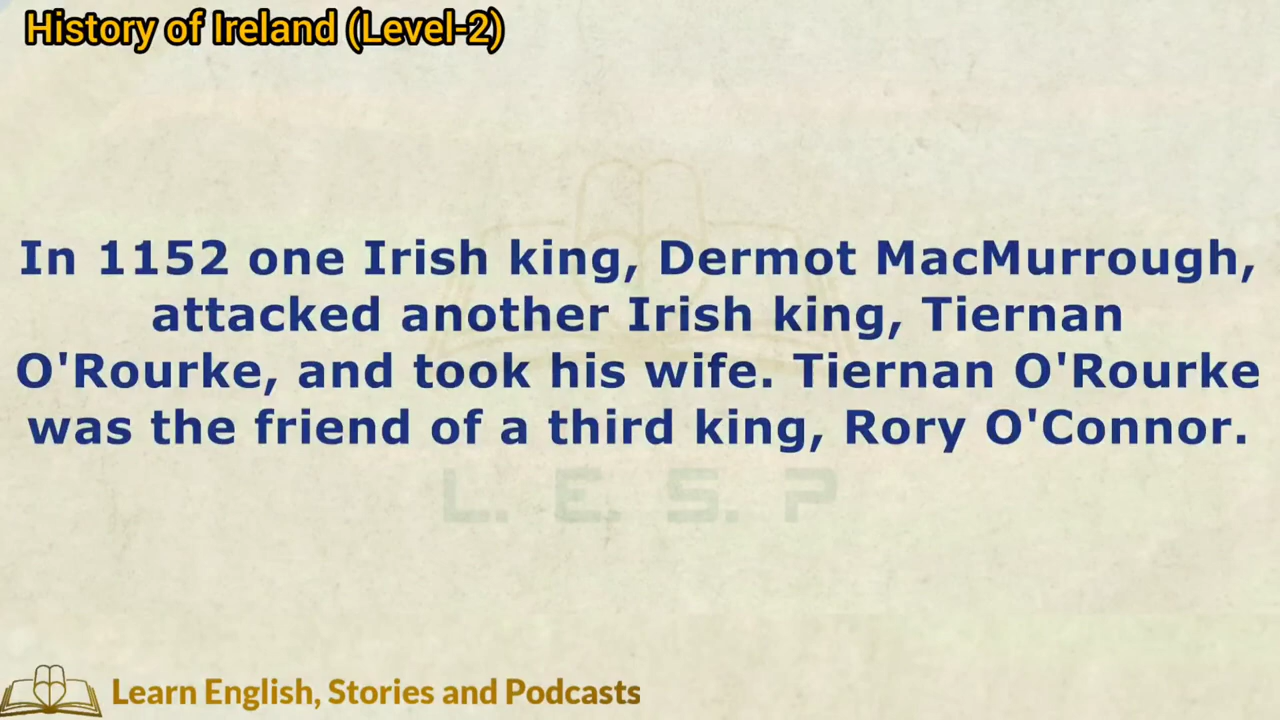 History of Ireland (Level-2)
In 1152 one Irish king, Dermot MacMurrough,
attacked another Irish king, Tiernan
O'Rourke, and took his wife. Tiernan O'Rourke
was the friend of a third king, Rory O'Connor.
L. E. S. P
Learn English, Stories and Podcasts